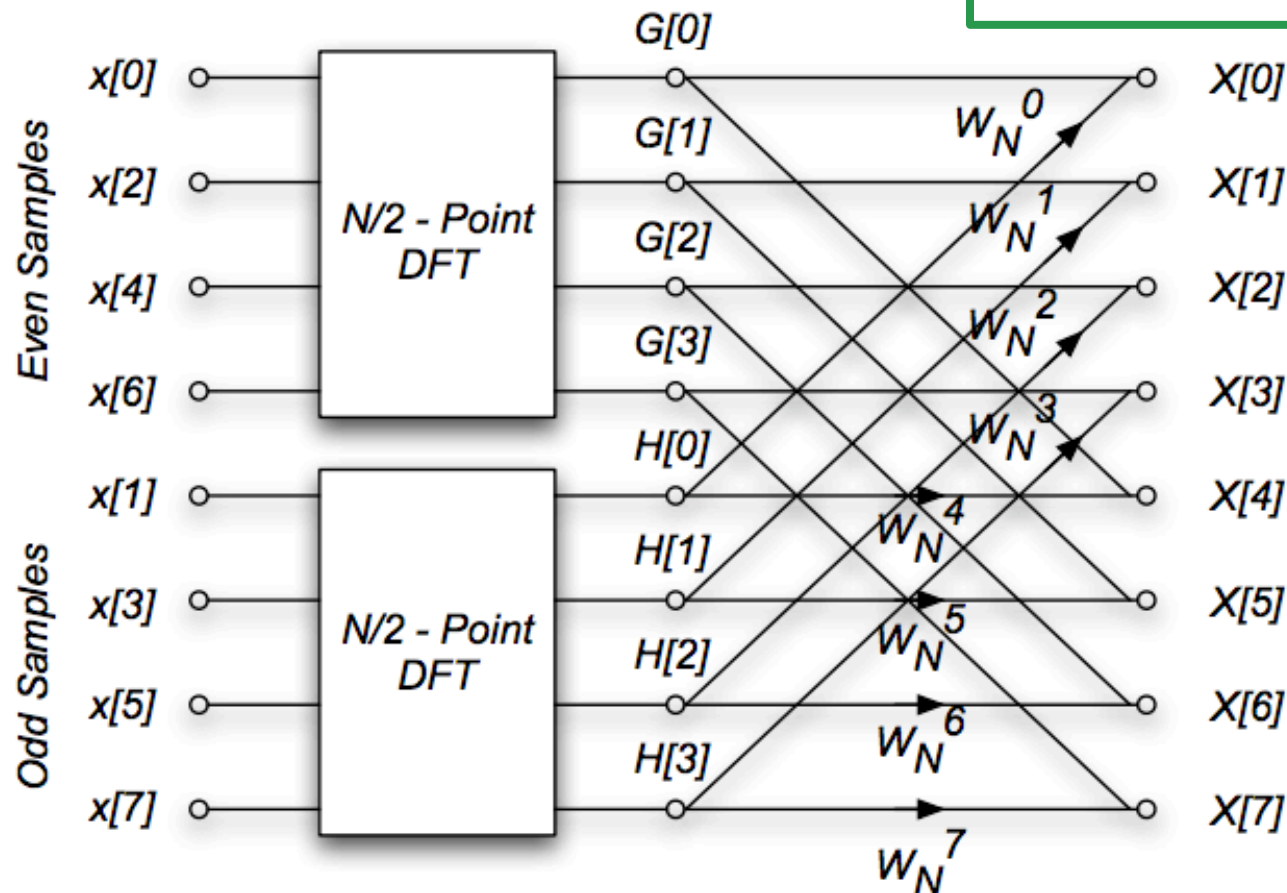 G[0]
x[0]
X[0]
W_N^0
G[1]
x[2]
X[1]
W_N^1
N/2 - Point
DFT
G[2]
x[4]
X[2]
W_N^2
G[3]
x[6]
X[3]
W_N^3
Even Samples
H[0]
x[1]
X[4]
W_N^4
H[1]
x[3]
X[5]
W_N^5
N/2 - Point
DFT
H[2]
x[5]
X[6]
W_N^6
H[3]
x[7]
X[7]
W_N^7
Odd Samples